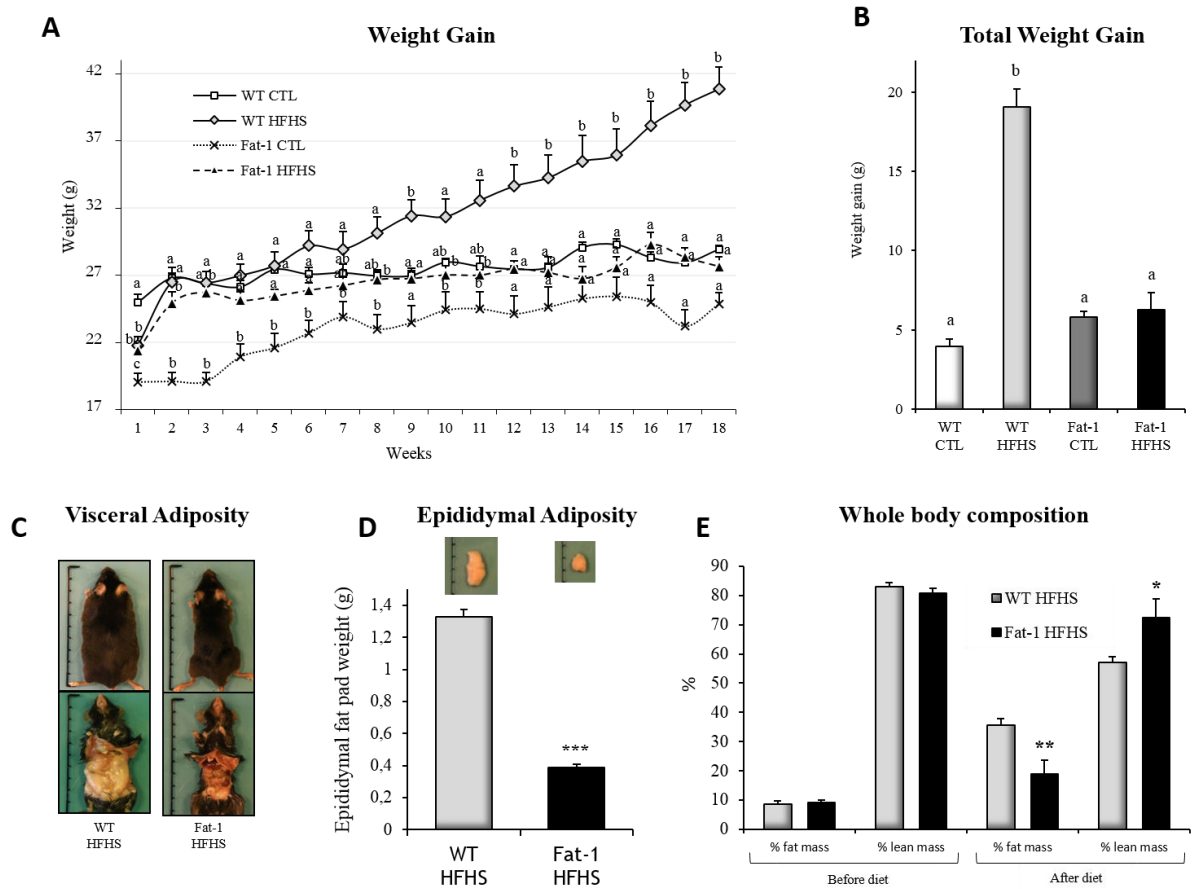 A
Weight Gain
42
37
32
27
22
17
Weight (g)
WT CTL
WT HFHS
Fat-1 CTL
Fat-1 HFHS
1 2 3 4 5 6 7 8 9 10 11 12 13 14 15 16 17 18
Weeks
B
Total Weight Gain
20
15
10
5
0
Weight gain (g)
a
b
a
a
WT
CTL
WT
HFHS
Fat-1
CTL
Fat-1
HFHS
C
Visceral Adiposity
WT
HFHS
Fat-1
HFHS
D
Epididymal Adiposity
1,4
1,2
1
0,8
0,6
0,4
0,2
0
Epididymal fat pad weight (g)
***
WT
HFHS
Fat-1
HFHS
E
Whole body composition
90
80
70
60
50
40
30
20
10
0
%
WT HFHS
Fat-1 HFHS
**
*
% fat mass
% lean mass
% fat mass
% lean mass
Before diet
After diet